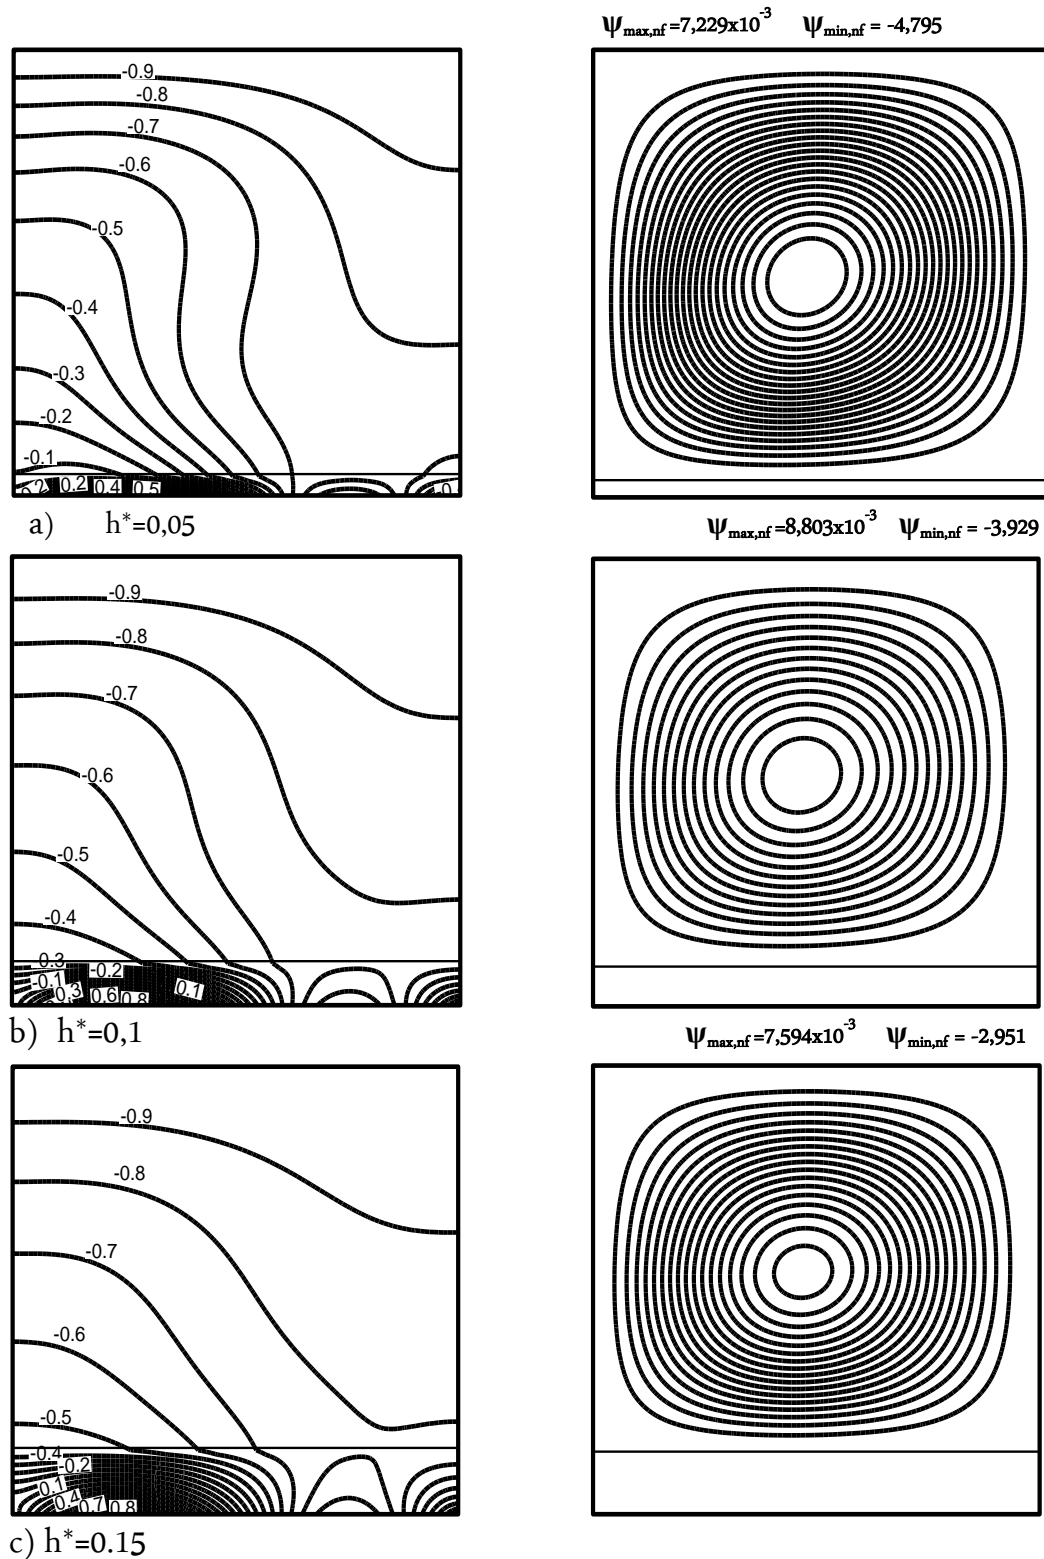 Ψmax,nf =7,229x10-3 Ψmin,nf = -4,795
-0.9
-0.8
-0.7
-0.6
-0.5
-0.4
-0.3
-0.2
-0.1
0.2 0.4 0.5
a) h*=0,05
Ψmax,nf =8,803x10-3 Ψmin,nf = -3,929
-0.9
-0.8
-0.7
-0.6
-0.5
-0.4
-0.2
-0.1
0.3 0.6 0.8 0.1
b) h*=0,1
Ψmax,nf =7,594x10-3 Ψmin,nf = -2,951
-0.9
-0.8
-0.7
-0.6
-0.5
-0.4
-0.2
0.1
0.4 0.7 0.8
c) h*=0.15